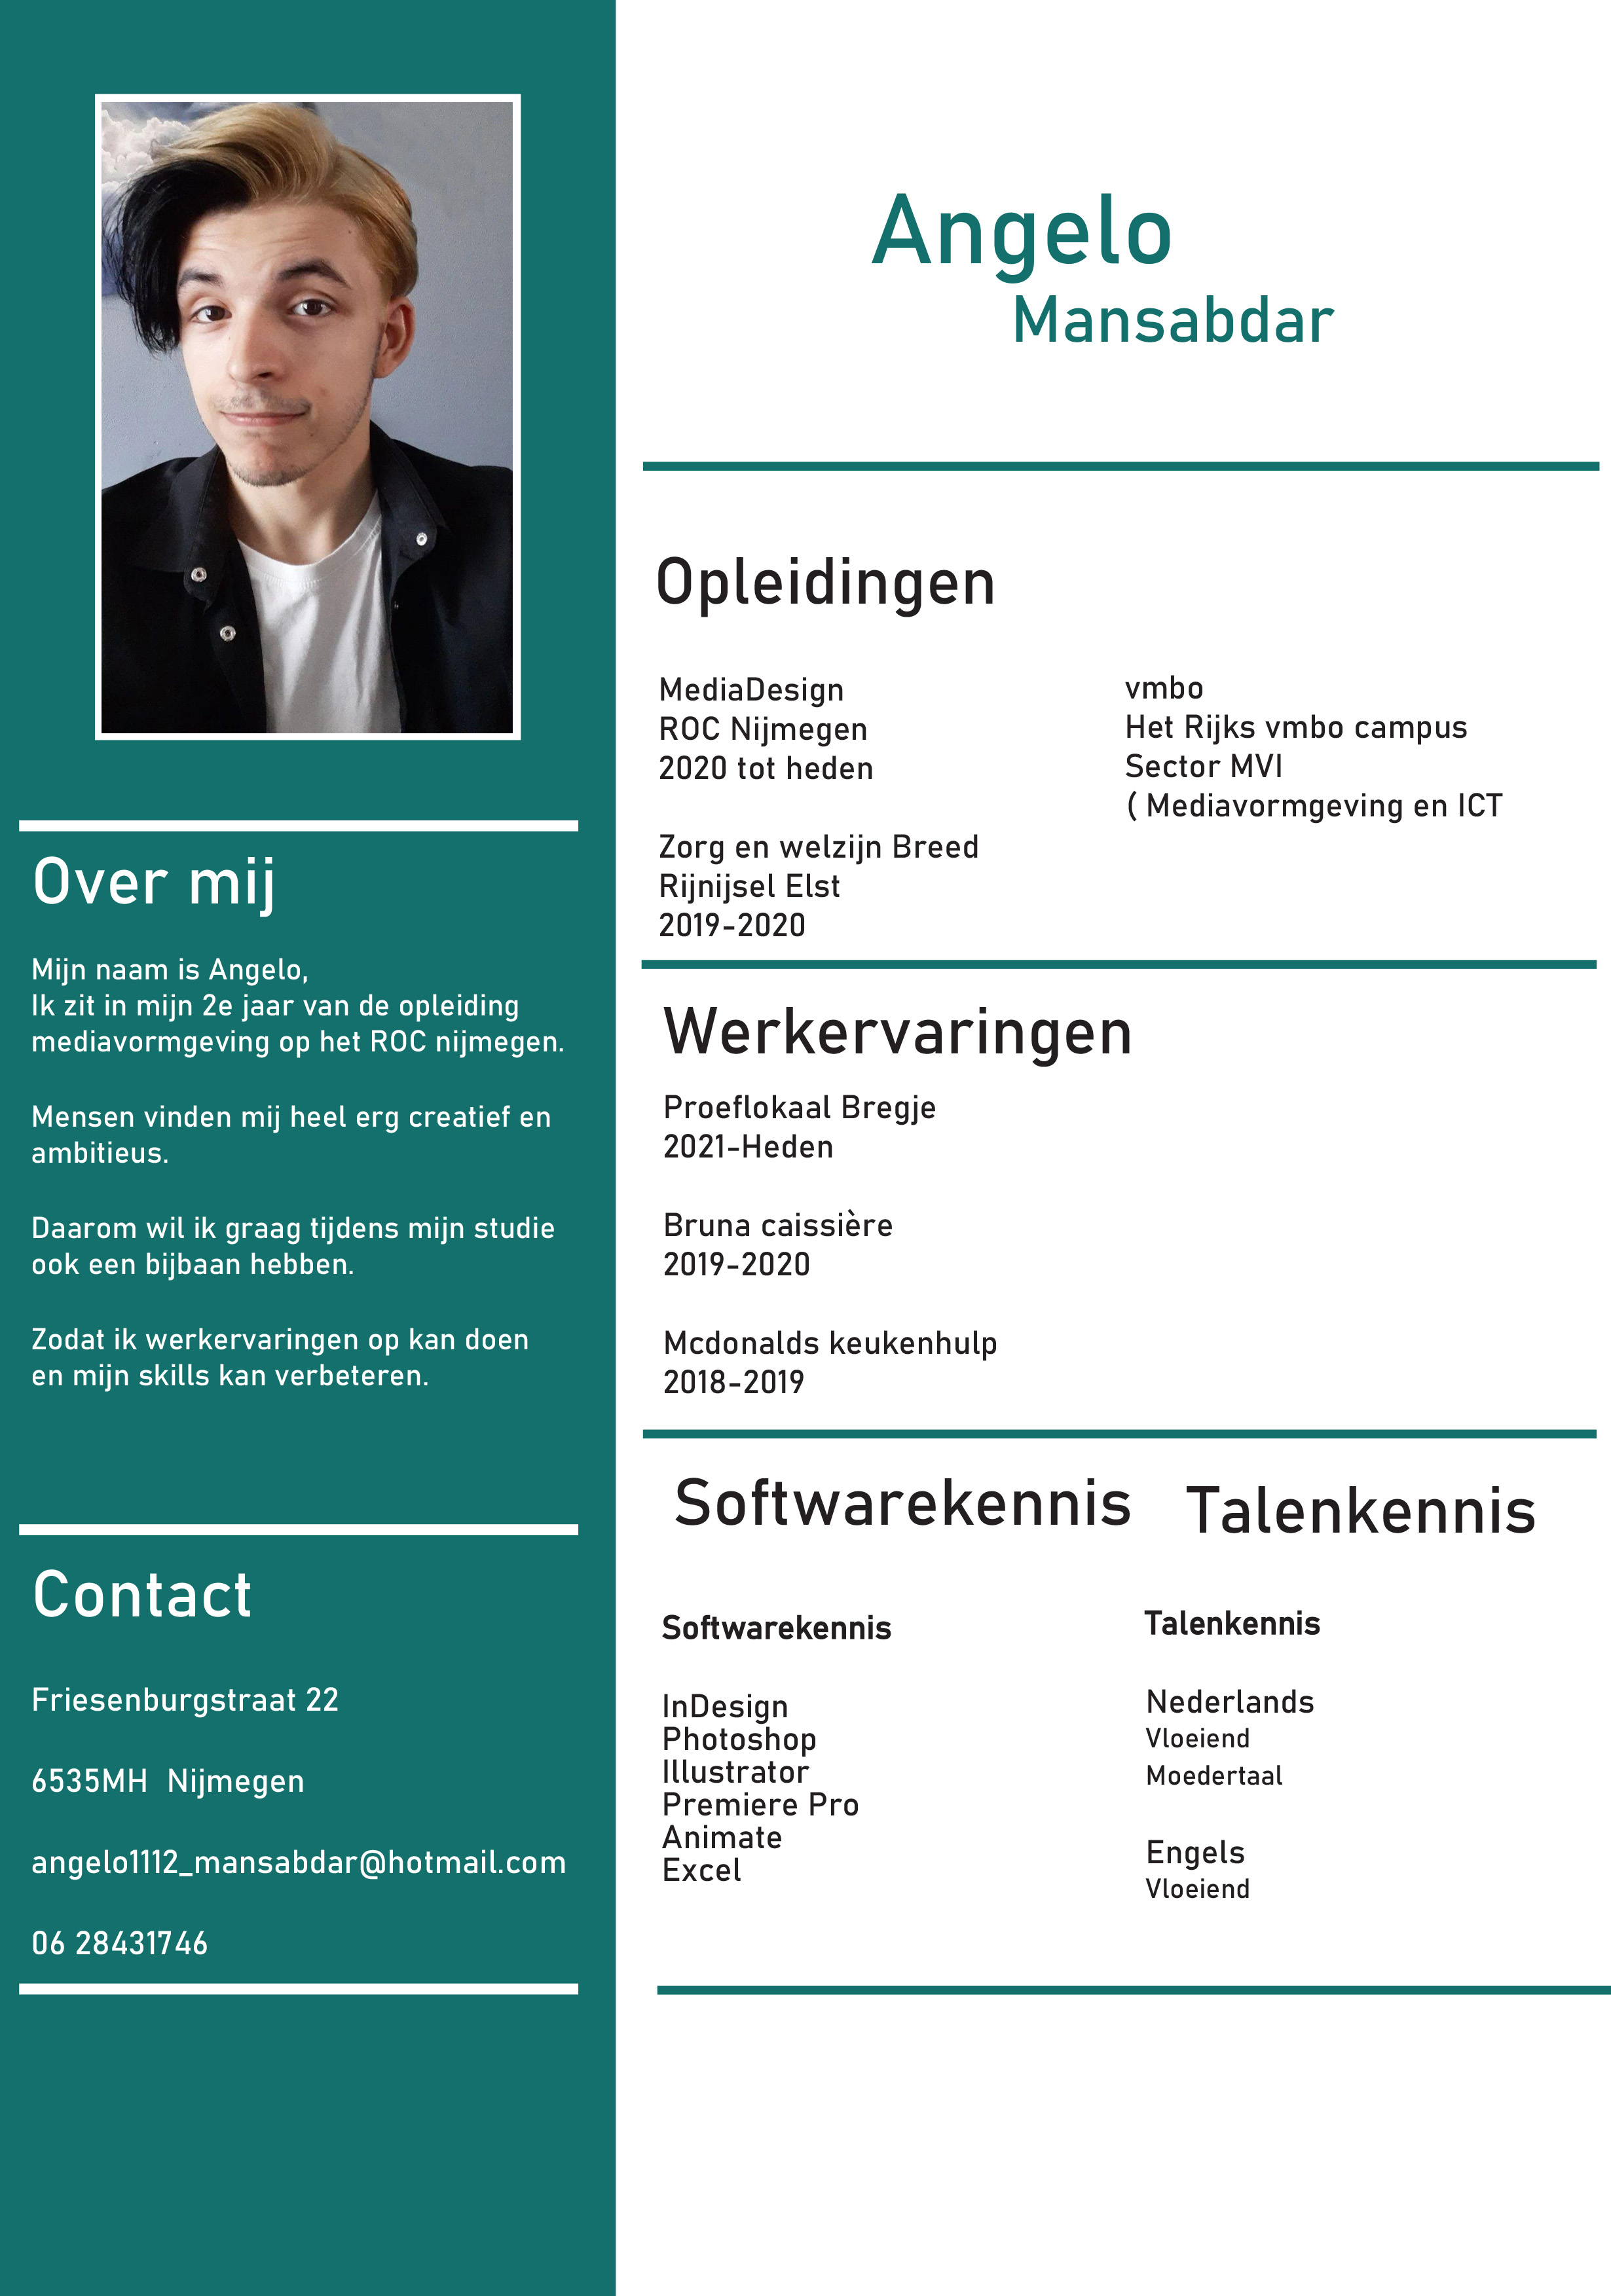 Angelo
Mansabdar
Over mij
Mijn naam is Angelo,
Ik zit in mijn 2e jaar van de opleiding
mediavormgeving op het ROC nijmegen.
Mensen vinden mij heel erg creatief en
ambitieus.
Daarom wil ik graag tijdens mijn studie
ook een bijbaan hebben.
Zodat ik werkervaringen op kan doen
en mijn skills kan verbeteren.
Contact
Friesenburgstraat 22
6535MH  Nijmegen
angelo1112_mansabdar@hotmail.com
06 28431746
Opleidingen
MediaDesign
ROC Nijmegen
2020 tot heden
Zorg en welzijn Breed
Rijnijsel Elst
2019-2020
vmbo
Het Rijks vmbo campus
Sector MVI
( Mediavormgeving en ICT
Werkervaringen
Proeflokaal Bregje
2021-Heden
Bruna caissière
2019-2020
Mcdonalds keukenhulp
2018-2019
Softwarekennis
Softwarekennis
InDesign
Photoshop
Illustrator
Premiere Pro
Animate
Excel
Talenkennis
Talenkennis
Nederlands
Vloeiend
Moedertaal
Engels
Vloeiend